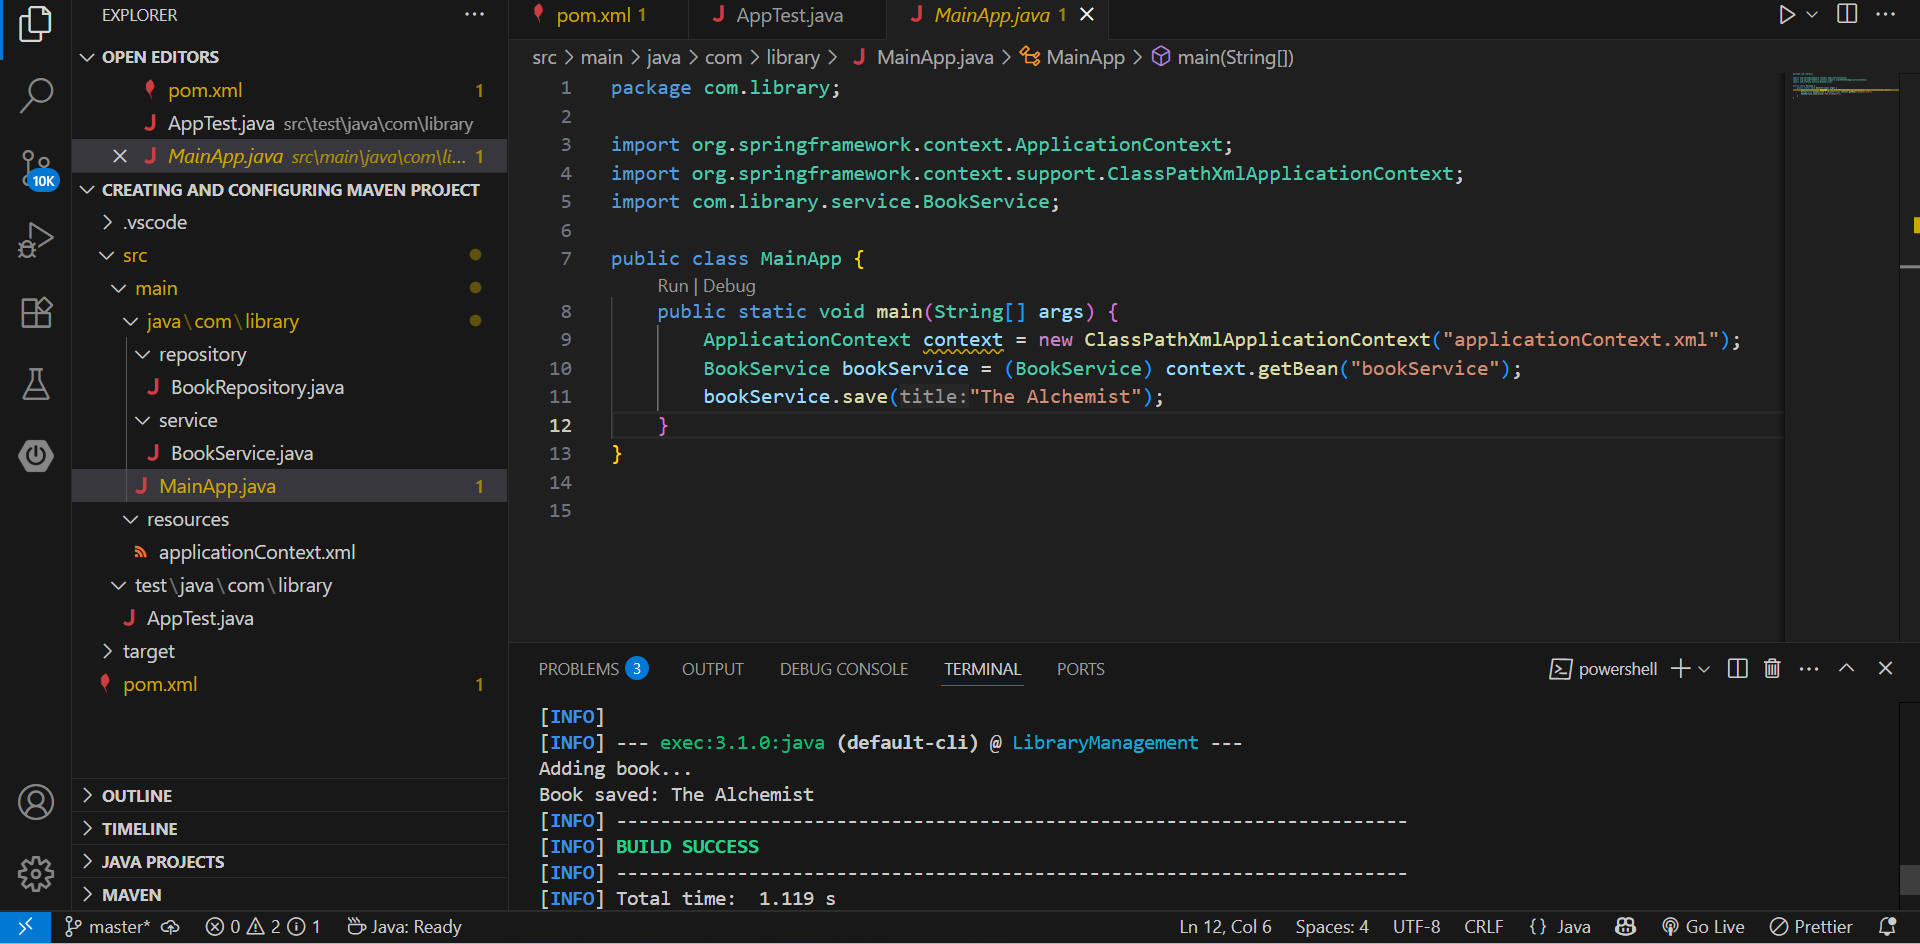 EXPLORER
OPEN EDITORS
pom.xml 1
AppTest.java src\test\java\com\library
MainApp.java src\main\java\com\li... 1
CREATING AND CONFIGURING MAVEN PROJECT
.vscode
src
main
java\com\library
repository
BookRepository.java
service
BookService.java
MainApp.java 1
resources
applicationContext.xml
test\java\com\library
AppTest.java
target
pom.xml 1
OUTLINE
TIMELINE
JAVA PROJECTS
MAVEN
10K
pom.xml 1 AppTest.java MainApp.java 1
src > main > java > com > library > MainApp.java > MainApp > main(String[])
1 package com.library;
2
3 import org.springframework.context.ApplicationContext;
4 import org.springframework.context.support.ClassPathXmlApplicationContext;
5 import com.library.service.BookService;
6
7 public class MainApp {
Run | Debug
8 public static void main(String[] args) {
9 ApplicationContext context = new ClassPathXmlApplicationContext("applicationContext.xml");
10 BookService bookService = (BookService) context.getBean("bookService");
11 bookService.save(title:"The Alchemist");
12 }
13 }
14
15
PROBLEMS 3 OUTPUT DEBUG CONSOLE TERMINAL PORTS powershell
[INFO]
[INFO] --- exec:3.1.0:java (default-cli) @ LibraryManagement ---
Adding book...
Book saved: The Alchemist
[INFO] ------------------------------------------------------------------------
[INFO] BUILD SUCCESS
[INFO] ------------------------------------------------------------------------
[INFO] Total time:  1.119 s
master* 0 2 1 Java: Ready Ln 12, Col 6 Spaces: 4 UTF-8 CRLF {} Java Go Live Prettier